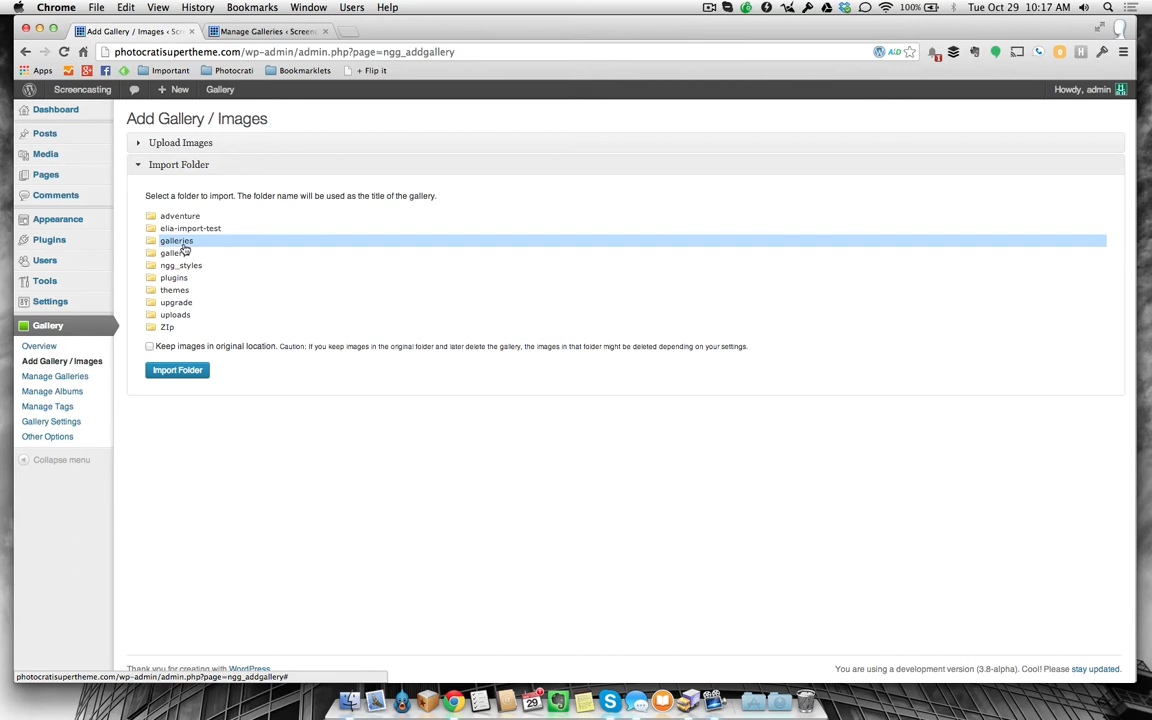 Chrome File Edit View History Bookmarks Window Users Help 100% Tue Oct 29 10:17 AM
Add Gallery / Images ‹ Scr Manage Galleries ‹ Screenc
photocratisupertheme.com/wp-admin/admin.php?page=ngg_addgallery
Apps Important Photocrati Bookmarklets + Flip it
Screencasting New Gallery Howdy, admin
Dashboard
Posts
Media
Pages
Comments
Appearance
Plugins
Users
Tools
Settings
Gallery
Overview
Add Gallery / Images
Manage Galleries
Manage Albums
Manage Tags
Gallery Settings
Other Options
Collapse menu
Add Gallery / Images
Upload Images
Import Folder
Select a folder to import. The folder name will be used as the title of the gallery.
adventure
elia-import-test
galleries
ngg_styles
plugins
themes
upgrade
uploads
ZIp
Keep images in original location. Caution: If you keep images in the original folder and later delete the gallery, the images in that folder might be deleted depending on your settings.
Import Folder
Thank you for creating with WordPress
You are using a development version (3.8-alpha). Cool! Please stay updated.
photocratisupertheme.com/wp-admin/admin.php?page=ngg_addgallery#